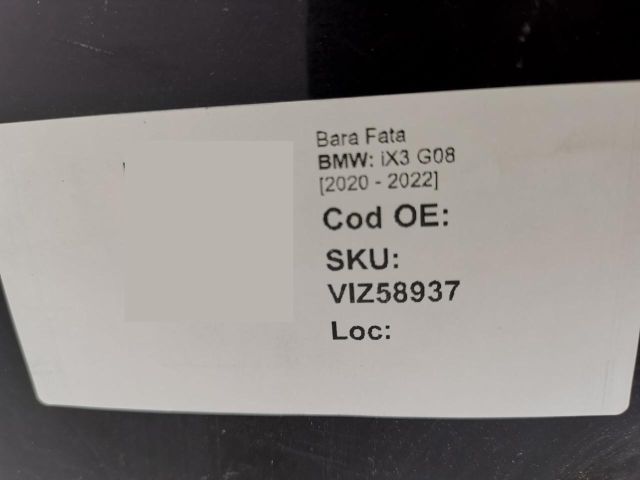 Bara Fata
BMW: iX3 G08
[2020 - 2022]
Cod OE:
SKU:
VIZ58937
Loc: